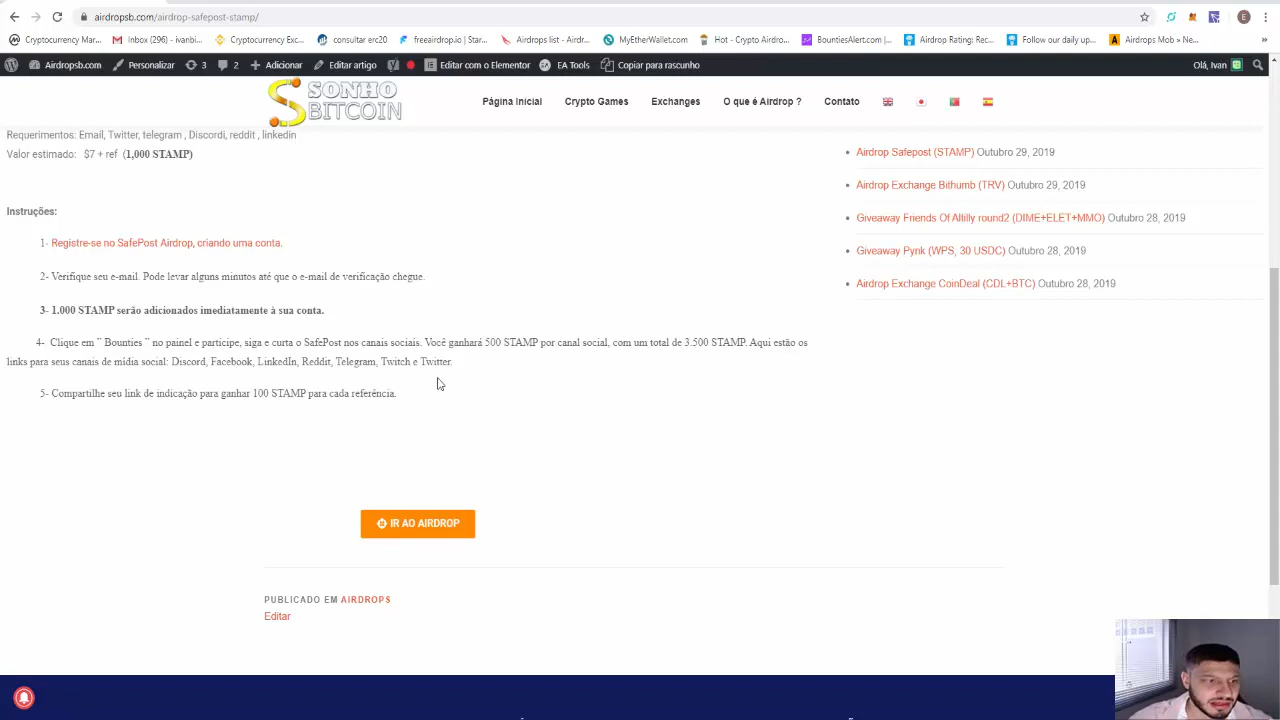 airdropsb.com/airdrop-safepost-stamp/
Cryptocurrency Mar...
Inbox (296) - ivanbi...
Cryptocurrency Exc...
consultar erc20
freeairdrop.io | Star...
Airdrops list - Airdr...
MyEtherWallet.com
Hot - Crypto Airdro...
BountiesAlert.com |...
Airdrop Rating: Rec...
Follow our daily up...
Airdrops Mob » Ne...
Airdropsb.com
Personalizar
3
2
Adicionar
Editar artigo
Editar com o Elementor
EA Tools
Copiar para rascunho
Olá, Ivan
SONHO
BITCOIN
Página Inicial
Crypto Games
Exchanges
O que é Airdrop ?
Contato
Requerimentos: Email, Twitter, telegram , Discordi, reddit , linkedin
Valor estimado: $7 + ref (1,000 STAMP)
Instruções:
1- Registre-se no SafePost Airdrop, criando uma conta.
2- Verifique seu e-mail. Pode levar alguns minutos até que o e-mail de verificação chegue.
3- 1.000 STAMP serão adicionados imediatamente à sua conta.
4- Clique em " Bounties " no painel e participe, siga e curta o SafePost nos canais sociais. Você ganhará 500 STAMP por canal social, com um total de 3.500 STAMP. Aqui estão os
links para seus canais de mídia social: Discord, Facebook, LinkedIn, Reddit, Telegram, Twitch e Twitter.
5- Compartilhe seu link de indicação para ganhar 100 STAMP para cada referência.
IR AO AIRDROP
PUBLICADO EM AIRDROPS
Editar
Airdrop Safepost (STAMP) Outubro 29, 2019
Airdrop Exchange Bithumb (TRV) Outubro 29, 2019
Giveaway Friends Of Altilly round2 (DIME+ELET+MMO) Outubro 28, 2019
Giveaway Pynk (WPS, 30 USDC) Outubro 28, 2019
Airdrop Exchange CoinDeal (CDL+BTC) Outubro 28, 2019